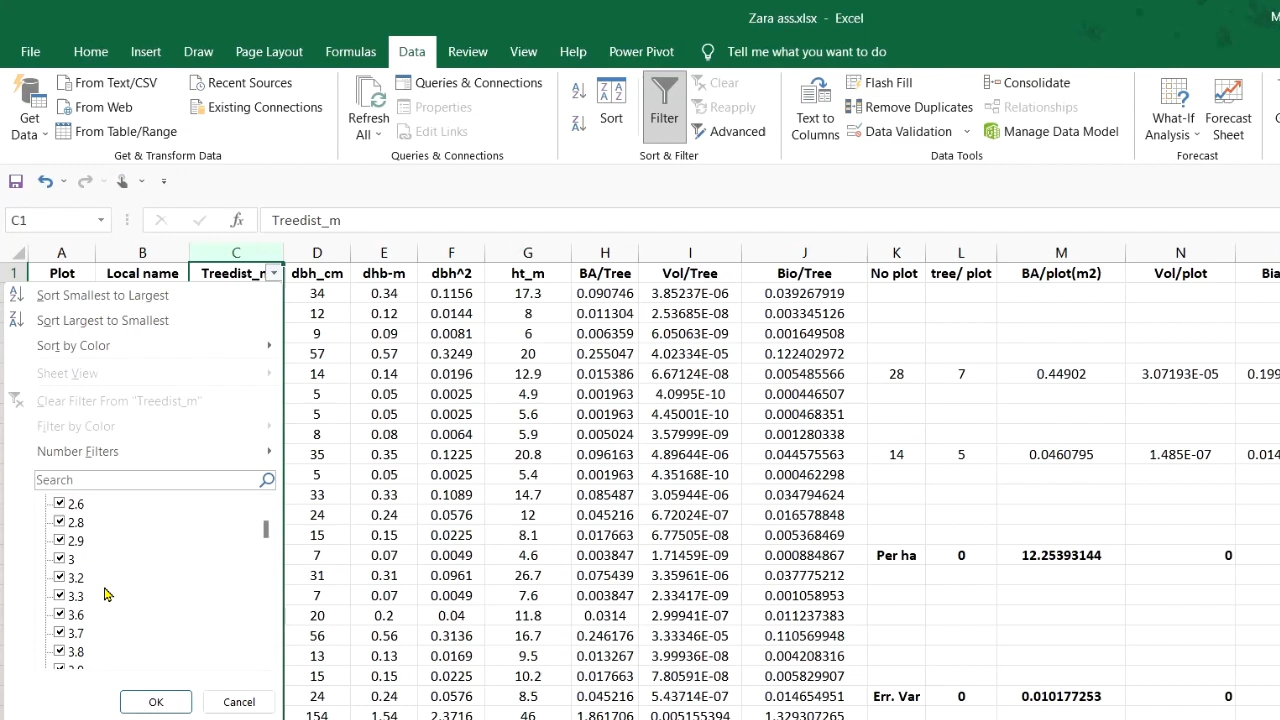 Zara ass.xlsx - Excel
File Home Insert Draw Page Layout Formulas Data Review View Help Power Pivot Tell me what you want to do
Get Data
From Text/CSV
From Web
From Table/Range
Recent Sources
Existing Connections
Get & Transform Data
Refresh All
Queries & Connections
Properties
Edit Links
Queries & Connections
Sort
Filter
Clear
Reapply
Advanced
Sort & Filter
Text to Columns
Flash Fill
Remove Duplicates
Data Validation
Consolidate
Relationships
Manage Data Model
Data Tools
What-If Analysis
Forecast Sheet
Forecast
C1 fx Treedist_m
A B C D E F G H I J K L M N
1 Plot Local name Treedist_m dbh_cm dhb-m dbh^2 ht_m BA/Tree Vol/Tree Bio/Tree No plot tree/ plot BA/plot(m2) Vol/plot Bia
Sort Smallest to Largest
Sort Largest to Smallest
Sort by Color
Sheet View
Clear Filter From "Treedist_m"
Filter by Color
Number Filters
Search
2.6
2.8
2.9
3
3.2
3.3
3.6
3.7
3.8
OK Cancel
34 0.34 0.1156 17.3 0.090746 3.85237E-06 0.039267919
12 0.12 0.0144 8 0.011304 2.53685E-08 0.003345126
9 0.09 0.0081 6 0.006359 6.05063E-09 0.001649508
57 0.57 0.3249 20 0.255047 4.02334E-05 0.122402972
14 0.14 0.0196 12.9 0.015386 6.67124E-08 0.005485566 28 7 0.44902 3.07193E-05 0.199
5 0.05 0.0025 4.9 0.001963 4.0995E-10 0.000446507
5 0.05 0.0025 5.6 0.001963 4.45001E-10 0.000468351
8 0.08 0.0064 5.9 0.005024 3.57999E-09 0.001280338
35 0.35 0.1225 20.8 0.096163 4.89644E-06 0.044575563 14 5 0.0460795 1.485E-07 0.014
5 0.05 0.0025 5.4 0.001963 4.35168E-10 0.000462298
33 0.33 0.1089 14.7 0.085487 3.05944E-06 0.034794624
24 0.24 0.0576 12 0.045216 6.72024E-07 0.016578848
15 0.15 0.0225 8.1 0.017663 6.77505E-08 0.005368469
7 0.07 0.0049 4.6 0.003847 1.71459E-09 0.000884867 Per ha 0 12.25393144 0
31 0.31 0.0961 26.7 0.075439 3.35961E-06 0.037775212
7 0.07 0.0049 7.6 0.003847 2.33417E-09 0.001058953
20 0.2 0.04 11.8 0.0314 2.99941E-07 0.011237383
56 0.56 0.3136 16.7 0.246176 3.33346E-05 0.110569948
13 0.13 0.0169 9.5 0.013267 3.99936E-08 0.004208316
15 0.15 0.0225 10.2 0.017663 7.80591E-08 0.005829907
24 0.24 0.0576 8.5 0.045216 5.43714E-07 0.014654951 Err. Var 0 0.010177253 0
154 1.54 2.3716 46 1.861706 0.005155394 1.329307265